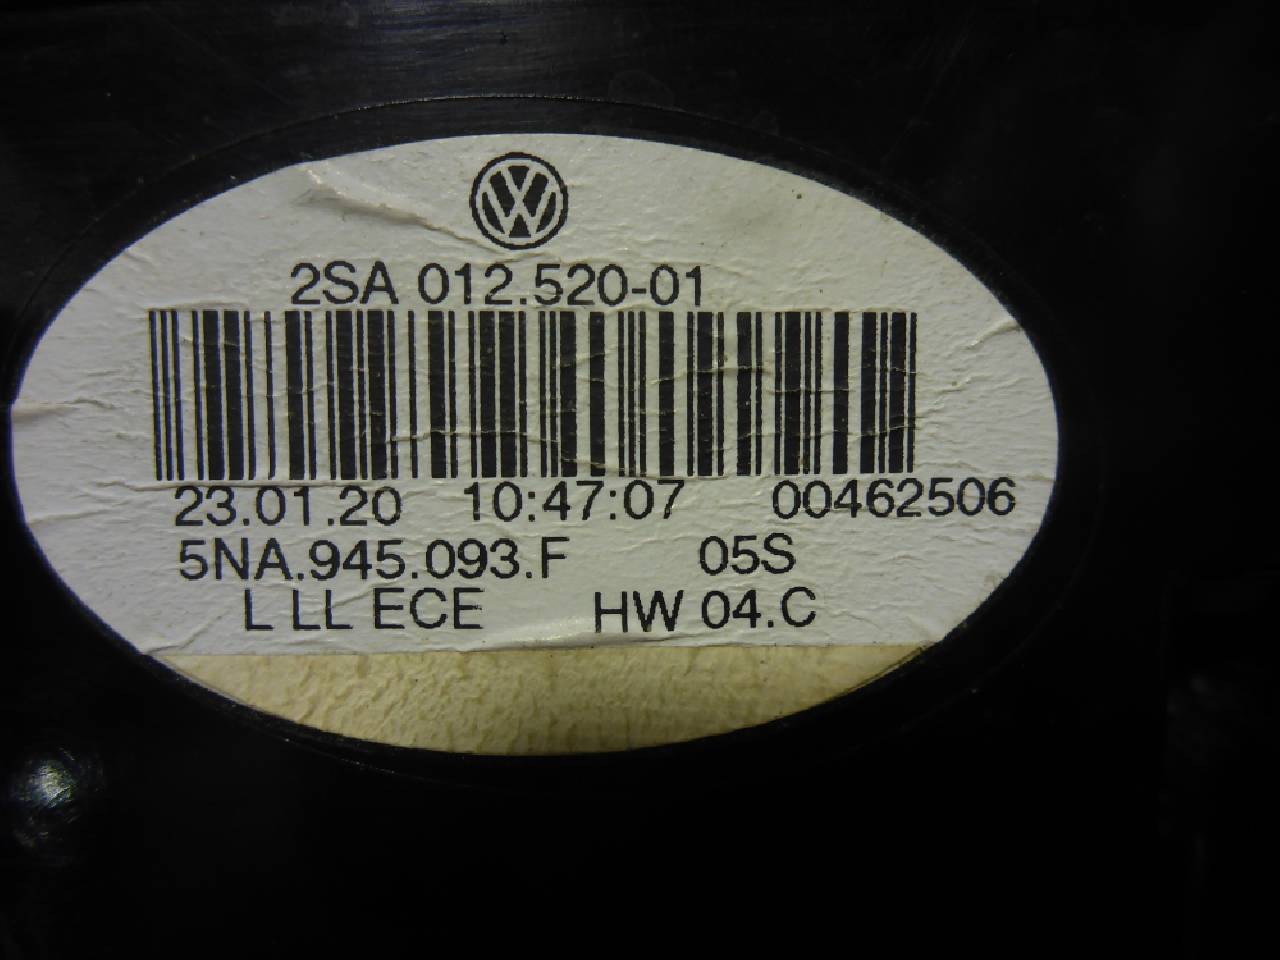 2SA 012.520-01
23.01.20 10:47:07 00462506
5NA.945.093.F 05S
L LL ECE HW 04.C